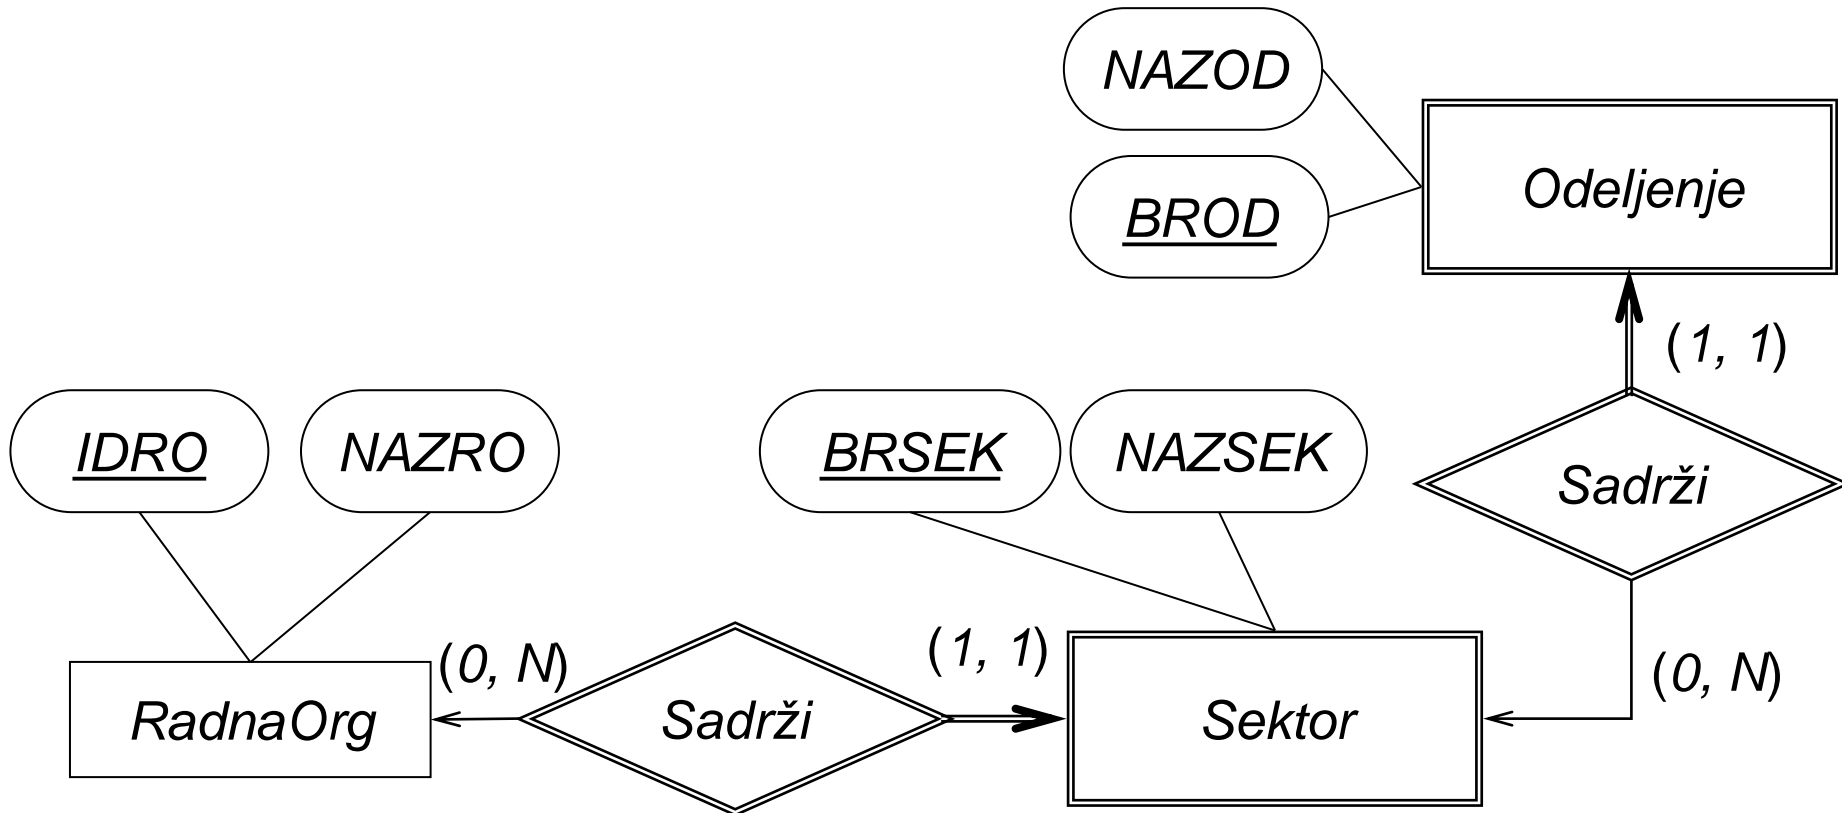 NAZOD
BROD
Odeljenje
(1, 1)
IDRO
NAZRO
BRSEK
NAZSEK
Sadrži
(0, N)
(1, 1)
(0, N)
RadnaOrg
Sadrži
Sektor